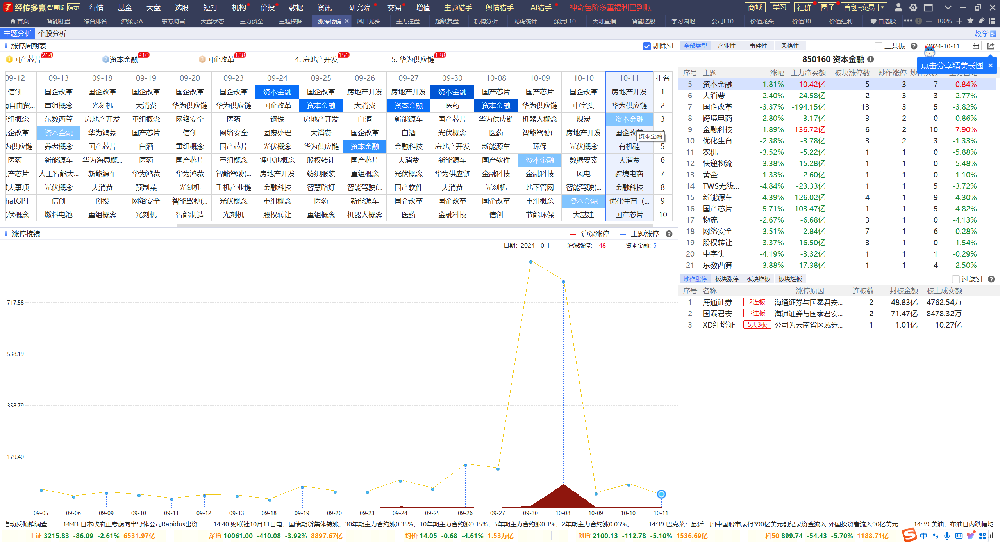 经传多赢 智尊版 演示 行情 基金 大盘 选股 短打 机构 价投 数据 资讯 研究院 交易 增值 主题猎手 舆情猎手 AI猎手 神奇色阶多重福利已到账 商城 学习 社群 圈子 首创-交易
首页 智能盯盘 综合排名 沪深京A... 东方财富 大盘状态 主力资金 主题挖掘 涨停棱镜 风口龙头 主力控盘 超级复盘 机构分析 龙虎统计 深度F10 大咖直播 智能选股 学习园地 公司F10 价值龙头 价值30 价值红利 自选股 100%
主题分析 个股分析 教学
涨停周期表 剔除ST
1 国产芯片 264 2 资本金融 210 3 国企改革 188 4. 房地产开发 156 5. 华为供应链 138
09-12 09-13 09-18 09-19 09-20 09-23 09-24 09-25 09-26 09-27 09-30 10-08 10-09 10-10 10-11 排名
信创 国企改革 国企改革 国企改革 国企改革 国企改革 资本金融 国企改革 房地产开发 房地产开发 资本金融 国产芯片 国产芯片 国企改革 房地产开发 1
自由贸... 重组概念 光刻机 大消费 华为供应链 华为供应链 国企改革 资本金融 大消费 资本金融 医药 资本金融 华为供应链 中字头 华为供应链 2
重组概念 东数西算 房地产开发 重组概念 网络安全 医药 钢铁 房地产开发 白酒 新能源车 国产芯片 华为供应链 机器人概念 煤炭 资本金融 3
国企改革 资本金融 华为鸿蒙 国产芯片 信创 网络安全 固废处理 大消费 国企改革 白酒 光伏概念 医药 智能驾驶(... 房地产开发 国企改革 4
资本金融
华为供应链 养老概念 国产芯片 白酒 重组概念 国产芯片 光伏概念 华为供应链 资本金融 金融科技 房地产开发 新能源车 环保 光伏概念 有机硅 5
医药 新能源车 华为海思概... 医药 国产芯片 重组概念 锂电池概念 股权转让 国产芯片 大消费 新能源车 国产软件 资本金融 数据要素 大消费 6
国产芯片 人工智能大... 新能源车 华为鸿蒙 华为鸿蒙 智能驾驶(... 房地产开发 纺织服装 重组概念 光伏概念 华为供应链 金融科技 金融科技 风电 跨境电商 7
重大事项 光伏概念 大消费 预制菜 光刻机 手机产业链 金融科技 智慧路灯 智能驾驶(... 国产软件 大消费 光刻机 地下管网 智能驾驶(... 金融科技 8
hatGPT 信创 创投 网络安全 智能驾驶(... 光伏概念 重组概念 医药 新能源车 国企改革 国企改革 国企改革 重组概念 资本金融 优化生育（... 9
光伏概念 燃料电池 重组概念 光刻机 智能制造 光刻机 股权转让 重组概念 机器人概念 医药 金融科技 信创 节能环保 大基建 国产芯片 10
涨停棱镜 沪深涨停 主题涨停
日期：2024-10-11 沪深涨停: 48 资本金融: 5
717.58
538.19
358.79
179.40
09-05 09-06 09-09 09-10 09-11 09-12 09-13 09-18 09-19 09-20 09-23 09-24 09-25 09-26 09-27 09-30 10-08 10-09 10-10 10-11
全部类型 产业性 事件性 风格性 三共振 2024-10-11
850160 资本金融
点击分享精美长图 ×
序号 主题 涨幅 主力净买额 板块涨停数 炒作涨停
5 资本金融 -1.81% 10.42亿 5 3 7 0.84%
6 大消费 -2.40% -24.58亿 2 3 3 -2.77%
7 国企改革 -3.37% -194.15亿 13 3 5 -3.82%
8 跨境电商 -2.80% -3.17亿 3 2 0 -0.86%
9 金融科技 -1.89% 136.72亿 6 2 10 7.90%
10 优化生育... -2.38% -3.78亿 3 2 3 -1.33%
11 农机 -3.52% -5.22亿 1 1 0 -5.88%
12 快递物流 -3.38% -15.28亿 1 1 0 -5.48%
13 黄金 -1.33% -2.60亿 1 1 0 -1.10%
14 TWS无线... -4.84% -23.33亿 1 1 5 -3.72%
15 新能源车 -4.39% -126.02亿 4 1 9 -4.30%
16 国产芯片 -5.71% -103.47亿 1 1 5 -4.82%
17 物流 -2.67% -6.68亿 3 1 0 -4.13%
18 网络安全 -3.51% -2.84亿 7 1 6 -0.28%
19 股权转让 -3.37% -16.50亿 3 1 0 -1.54%
20 中字头 -4.19% -3.32亿 1 1 1 -0.29%
21 东数西算 -3.88% -17.38亿 1 1 4 -2.50%
炒作涨停 板块涨停 板块炸板 板块烂板 过滤ST
序号 名称 涨停原因 连板数 封板金额 板上成交额
1 海通证券 2连板 海通证券与国泰君安... 2 48.83亿 4762.54万
2 国泰君安 2连板 海通证券与国泰君安... 2 71.47亿 8478.32万
3 XD红塔证 5天3板 公司为云南省区域券... 1 1.01亿 10.27亿
启动反倾销调查 14:43 日本政府正考虑向半导体公司Rapidus出资 14:40 财联社10月11日电，国债期货集体转涨，30年期主力合约涨0.35%，10年期主力合约涨0.15%，5年期主力合约涨0.1%，2年期主力合约涨0.03%。 14:39 巴克莱：最近一周中国股市录得390亿美元创纪录资金流入 外国投资者流入90亿美元 14:39 美油、布油日内跌幅均
上证 3215.83 -86.09 -2.61% 6531.97亿 深指 10061.00 -410.08 -3.92% 8897.67亿 均价 14.05 -0.68 -4.61% 1.53万亿 创指 2100.13 -112.78 -5.10% 1536.69亿 科50 899.74 -54.43 -5.70% 1188.71亿 中